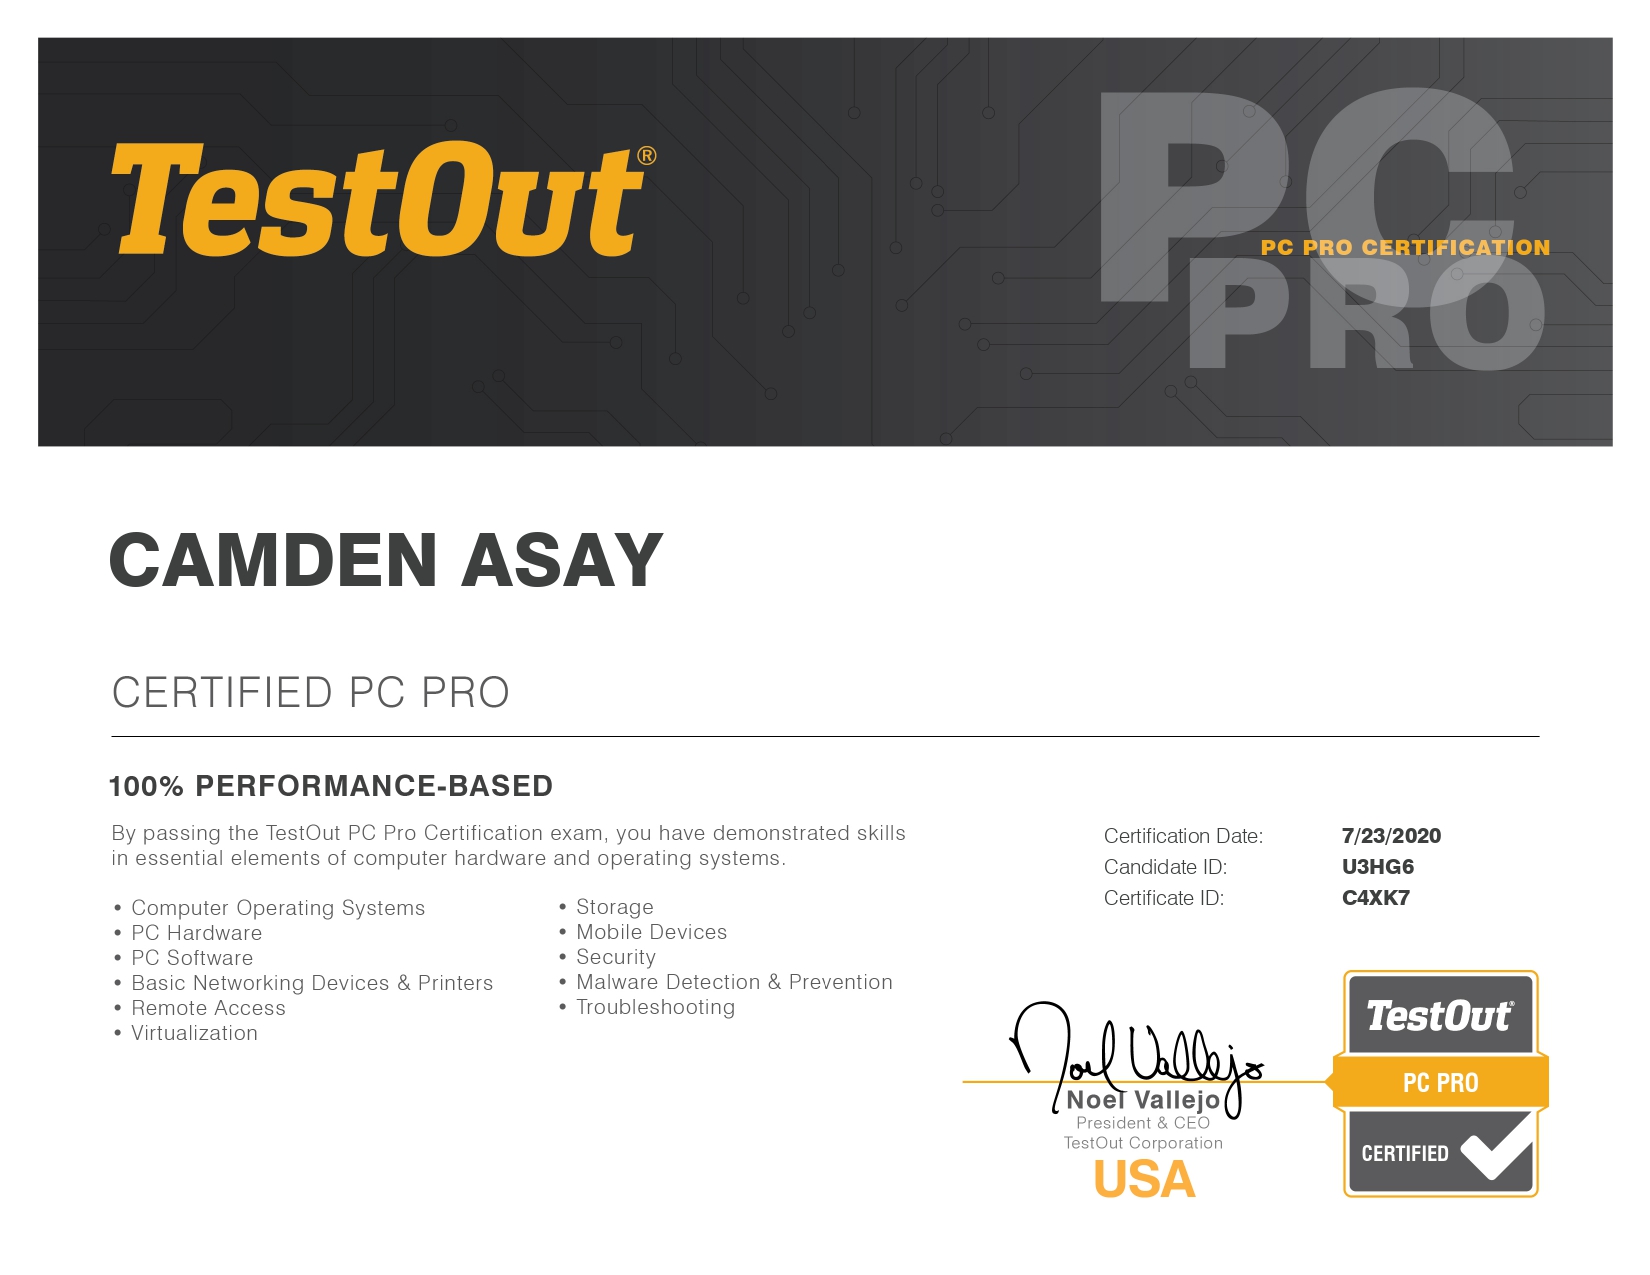 TestOut®
PC
PC PRO CERTIFICATION
PRO
CAMDEN ASAY
CERTIFIED PC PRO
100% PERFORMANCE-BASED
By passing the TestOut PC Pro Certification exam, you have demonstrated skills
in essential elements of computer hardware and operating systems.
• Computer Operating Systems
• PC Hardware
• PC Software
• Basic Networking Devices & Printers
• Remote Access
• Virtualization
• Storage
• Mobile Devices
• Security
• Malware Detection & Prevention
• Troubleshooting
Certification Date: 7/23/2020
Candidate ID: U3HG6
Certificate ID: C4XK7
Noel Vallejo
Noel Vallejo
President & CEO
TestOut Corporation
USA
TestOut®
PC PRO
CERTIFIED